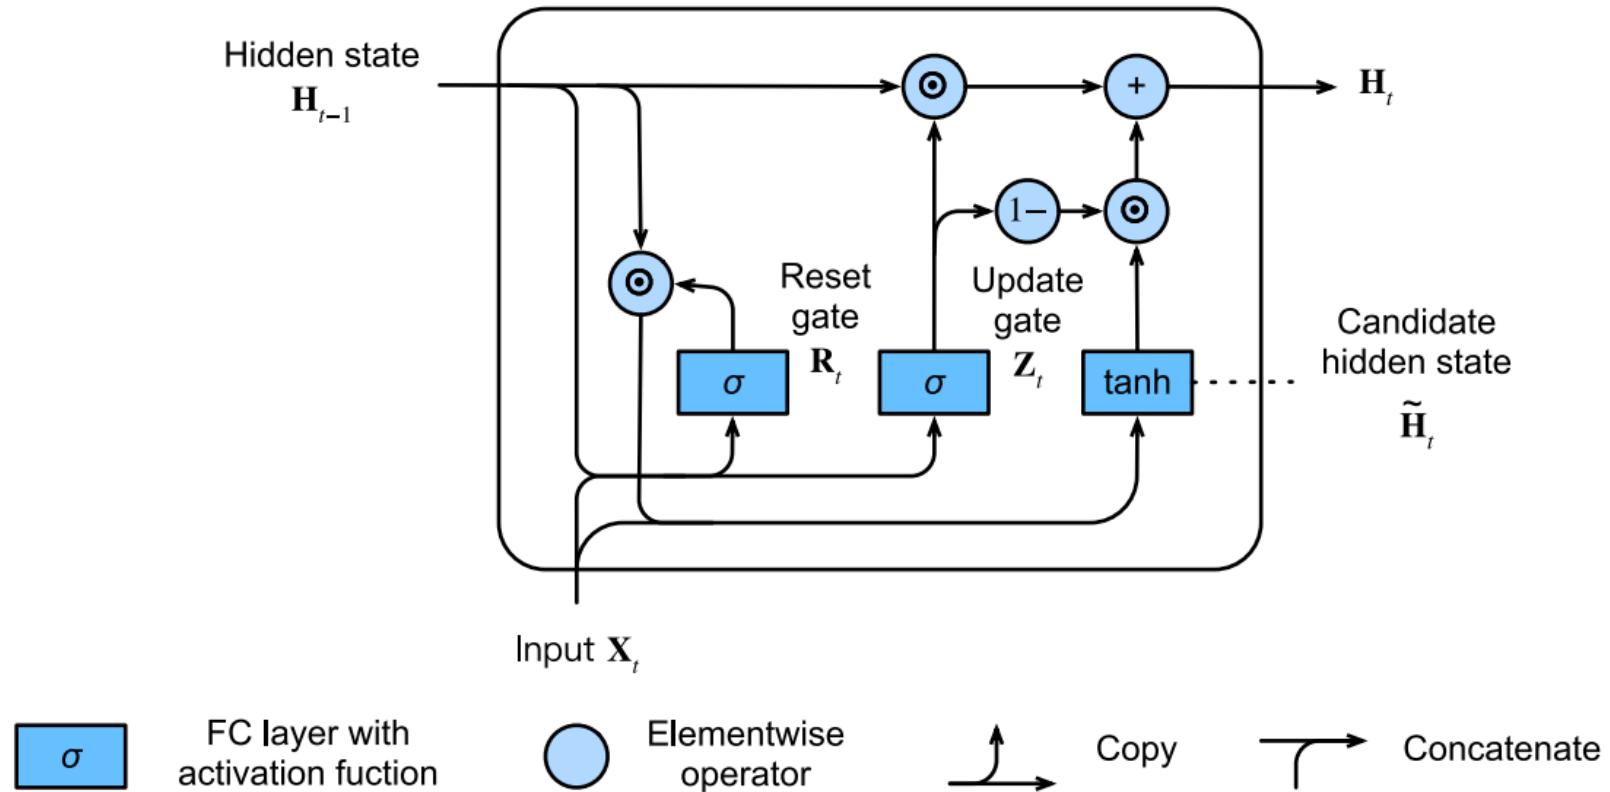 Hidden state
H_{t−1}
⊙
+
H_t
1−
⊙
⊙
Reset
gate
R_t
Update
gate
Z_t
Candidate
hidden state
H̃_t
σ
σ
tanh
Input X_t
σ
FC layer with
activation fuction
Elementwise
operator
Copy
Concatenate